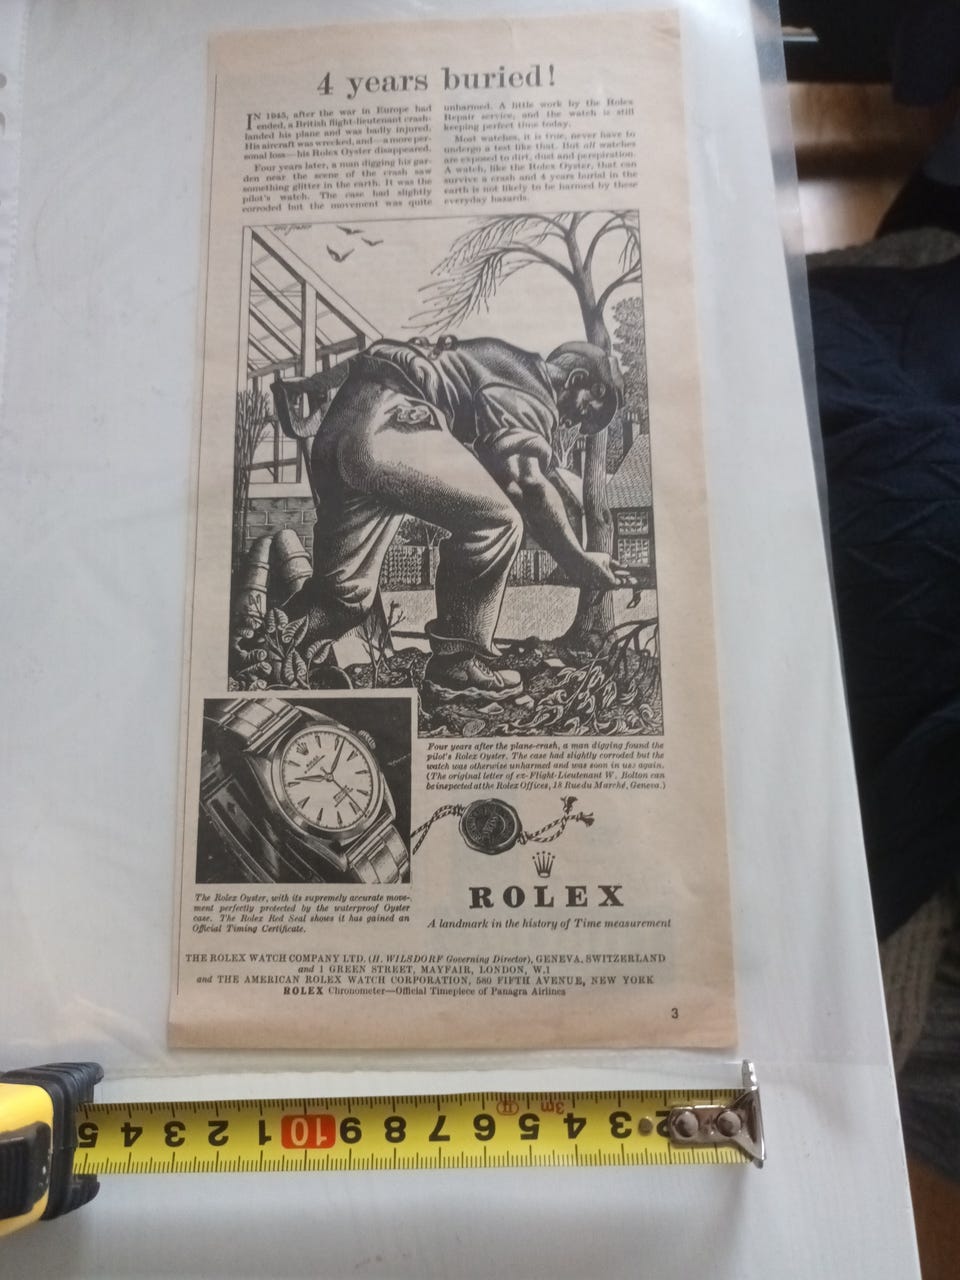 4 years buried!
IN 1945, after the war in Europe had
ended, a British flight-lieutenant crash-
landed his plane and was badly injured.
His aircraft was wrecked, and—a more per-
sonal loss—his Rolex Oyster disappeared.
Four years later, a man digging his gar-
den near the scene of the crash saw
something glitter in the earth. It was the
pilot's watch. The case had slightly
corroded but the movement was quite
unharmed. A little work by the Rolex
Repair service, and the watch is still
keeping perfect time today.
Most watches, it is true, never have to
undergo a test like that. But all watches
are exposed to dirt, dust and perspiration.
A watch, like the Rolex Oyster, that can
survive a crash and 4 years burial in the
earth is not likely to be harmed by these
everyday hazards.
eric fraser
ROLEX
Four years after the plane-crash, a man digging found the
pilot's Rolex Oyster. The case had slightly corroded but the
watch was otherwise unharmed and was soon in use again.
(The original letter of ex-Flight-Lieutenant W. Bolton can
be inspected at the Rolex Offices, 18 Rue du Marché, Geneva.)
The Rolex Oyster, with its supremely accurate move-
ment perfectly protected by the waterproof Oyster
case. The Rolex Red Seal shows it has gained an
Official Timing Certificate.
ROLEX
A landmark in the history of Time measurement
THE ROLEX WATCH COMPANY LTD. (H. WILSDORF Governing Director), GENEVA, SWITZERLAND
and 1 GREEN STREET, MAYFAIR, LONDON, W.1
and THE AMERICAN ROLEX WATCH CORPORATION, 580 FIFTH AVENUE, NEW YORK
ROLEX Chronometer—Official Timepiece of Panagra Airlines
3
5 4 3 2 1 10 9 8 7 6 5 4 3 2
3m II